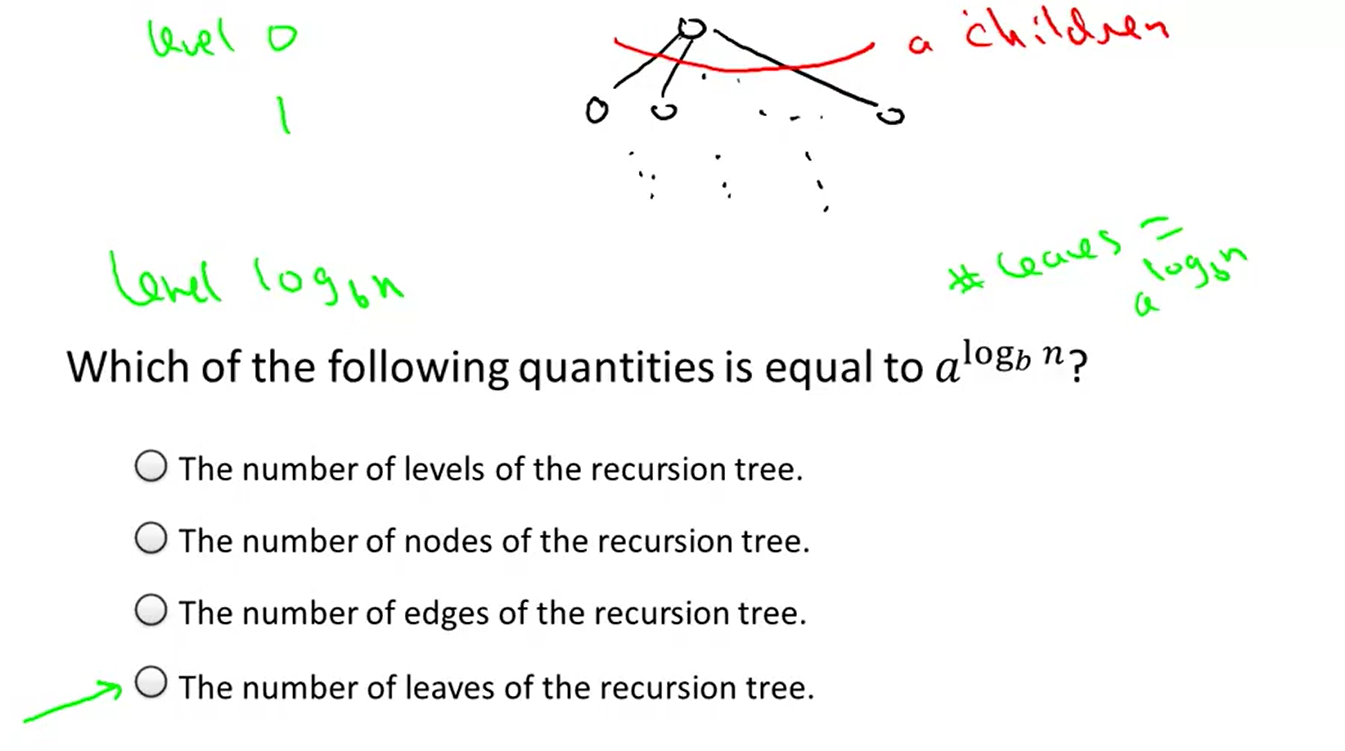 level 0
a children
1
# leaves = a^{log_b n}
level log_b n
Which of the following quantities is equal to a^{log_b n}?
The number of levels of the recursion tree.
The number of nodes of the recursion tree.
The number of edges of the recursion tree.
The number of leaves of the recursion tree.